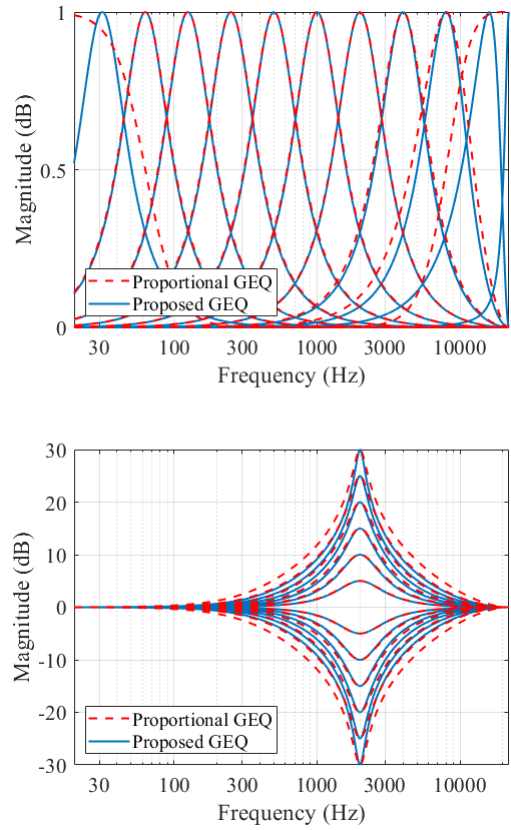 Magnitude (dB)
1
0.5
0
Proportional GEQ
Proposed GEQ
30 100 300 1000 3000 10000
Frequency (Hz)
Magnitude (dB)
30
20
10
0
-10
-20
-30
Proportional GEQ
Proposed GEQ
30 100 300 1000 3000 10000
Frequency (Hz)